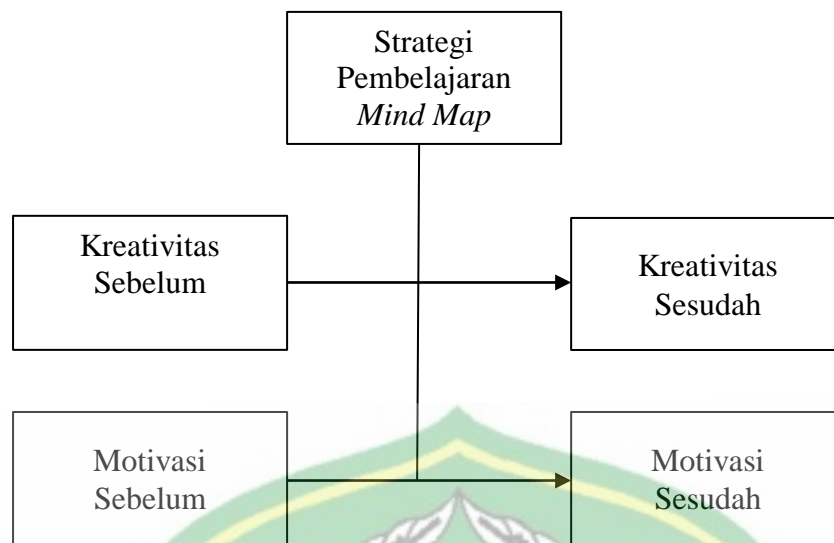 Strategi
Pembelajaran
Mind Map
Kreativitas
Sebelum
Kreativitas
Sesudah
Motivasi
Sebelum
Motivasi
Sesudah